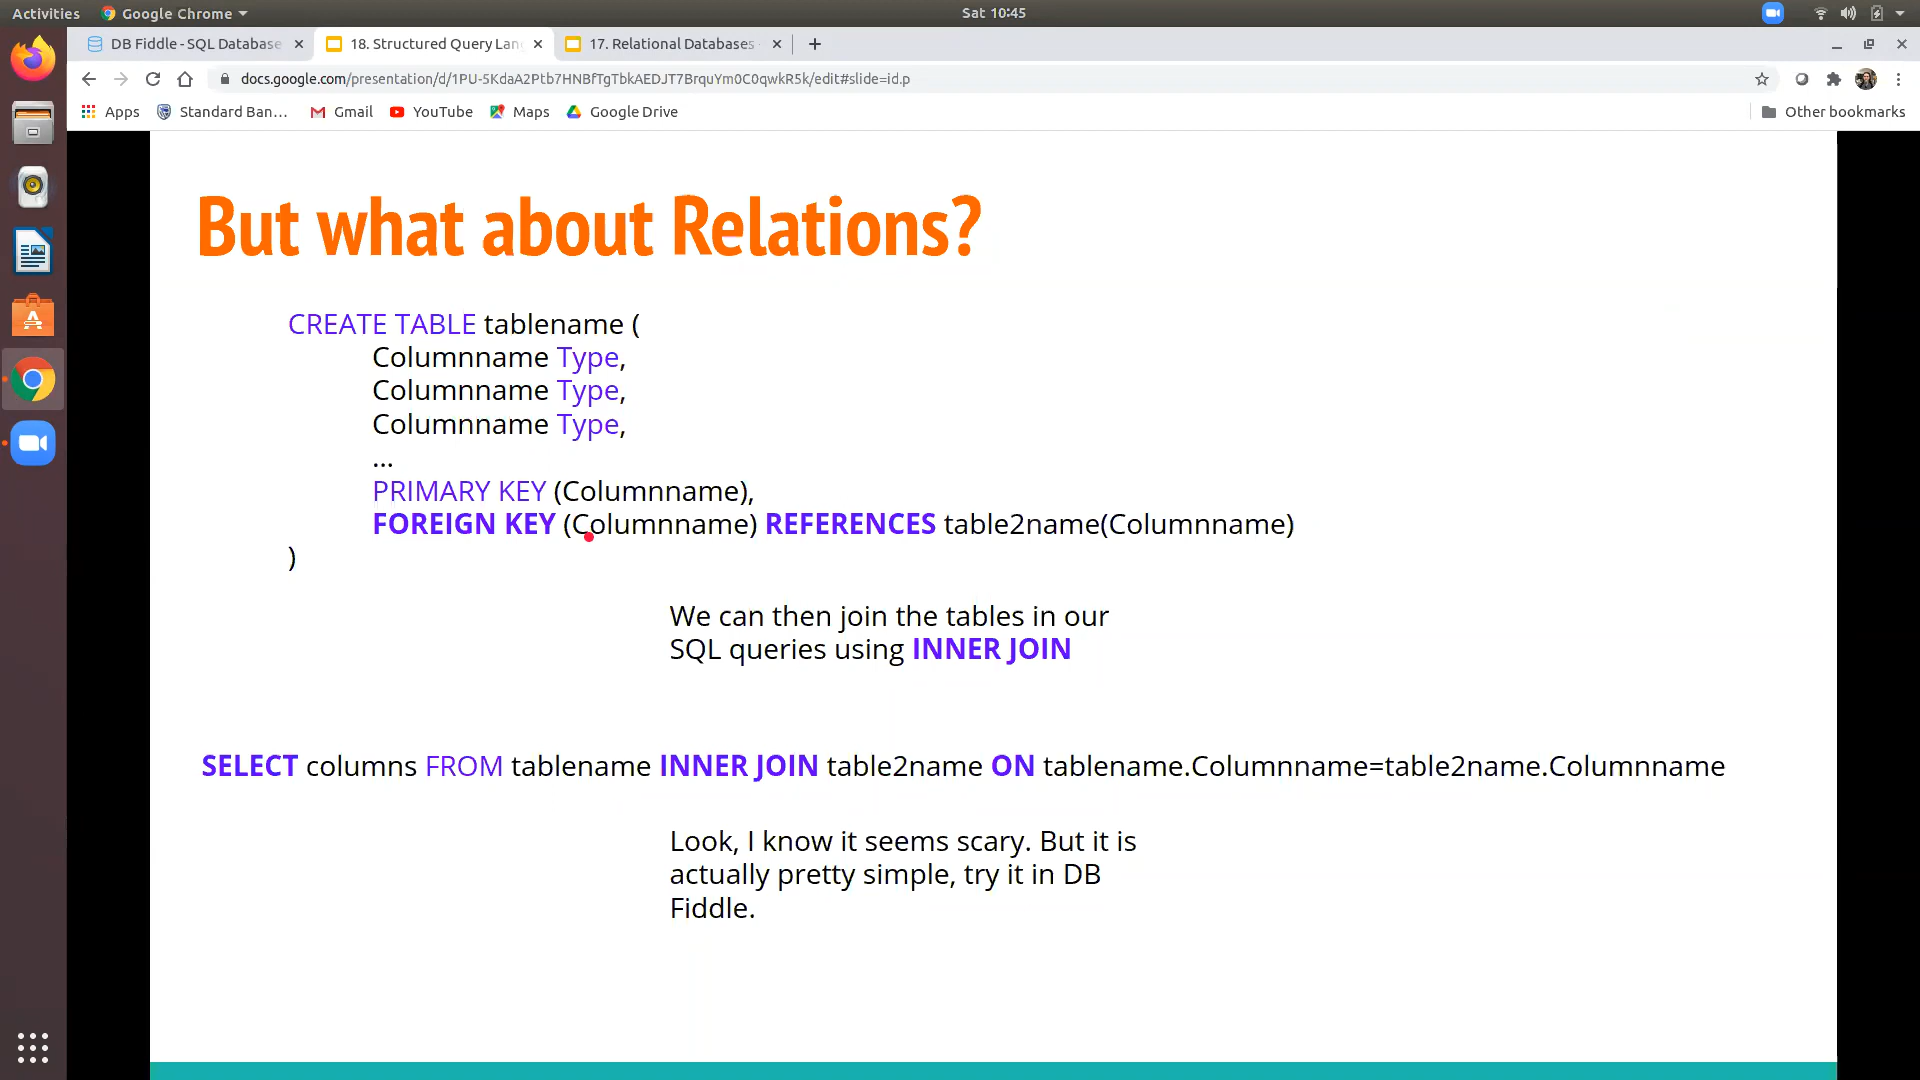 Activities
Google Chrome
Sat 10:45
DB Fiddle - SQL Database
18. Structured Query Lan
17. Relational Databases
docs.google.com/presentation/d/1PU-5KdaA2Ptb7HNBfTgTbkAEDJT7BrquYm0C0qwkR5k/edit#slide=id.p
Apps
Standard Ban...
Gmail
YouTube
Maps
Google Drive
Other bookmarks
But what about Relations?
CREATE TABLE tablename (
Columnname Type,
Columnname Type,
Columnname Type,
...
PRIMARY KEY (Columnname),
FOREIGN KEY (Columnname) REFERENCES table2name(Columnname)
)
We can then join the tables in our
SQL queries using INNER JOIN
SELECT columns FROM tablename INNER JOIN table2name ON tablename.Columnname=table2name.Columnname
Look, I know it seems scary. But it is
actually pretty simple, try it in DB
Fiddle.